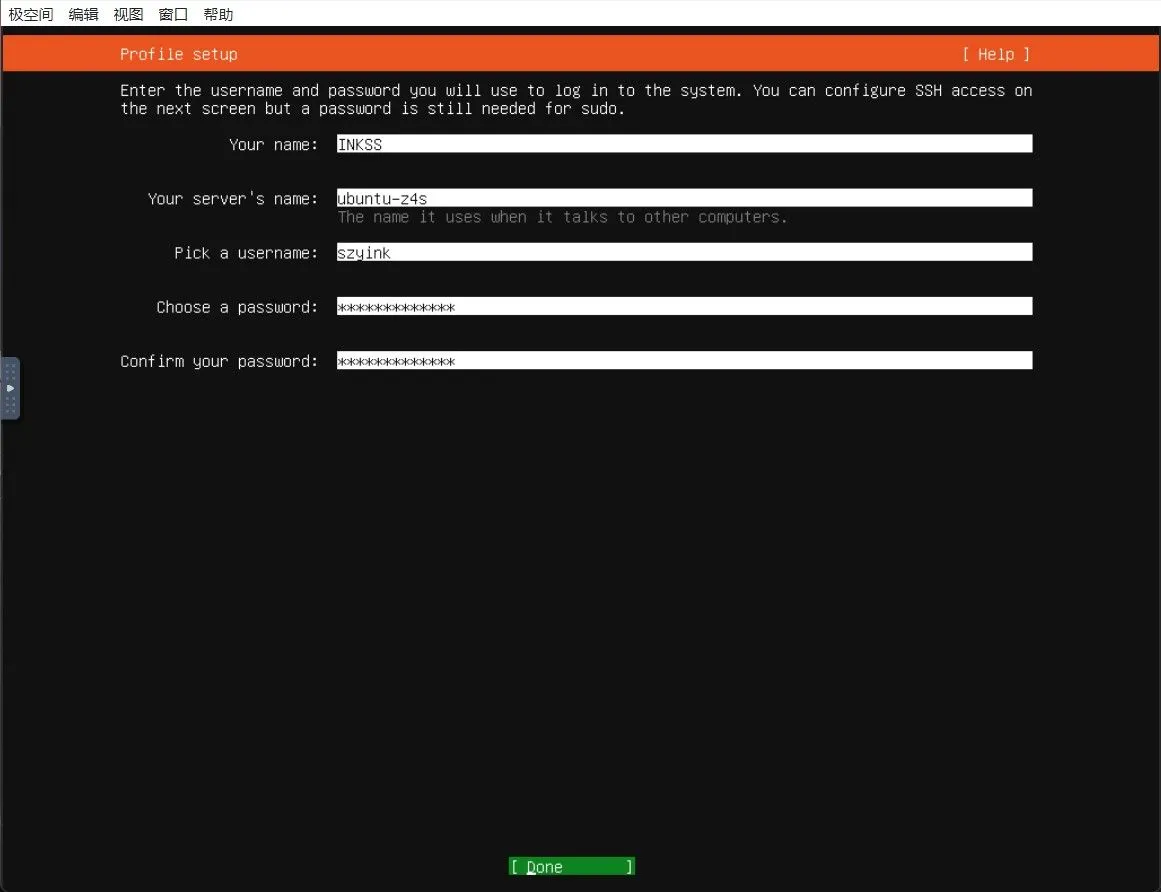 极空间 编辑 视图 窗口 帮助
Profile setup [ Help ]
Enter the username and password you will use to log in to the system. You can configure SSH access on
the next screen but a password is still needed for sudo.
Your name: INKSS
Your server's name: ubuntu-z4s
The name it uses when it talks to other computers.
Pick a username: szyink
Choose a password: *************
Confirm your password: *************
[ Done ]